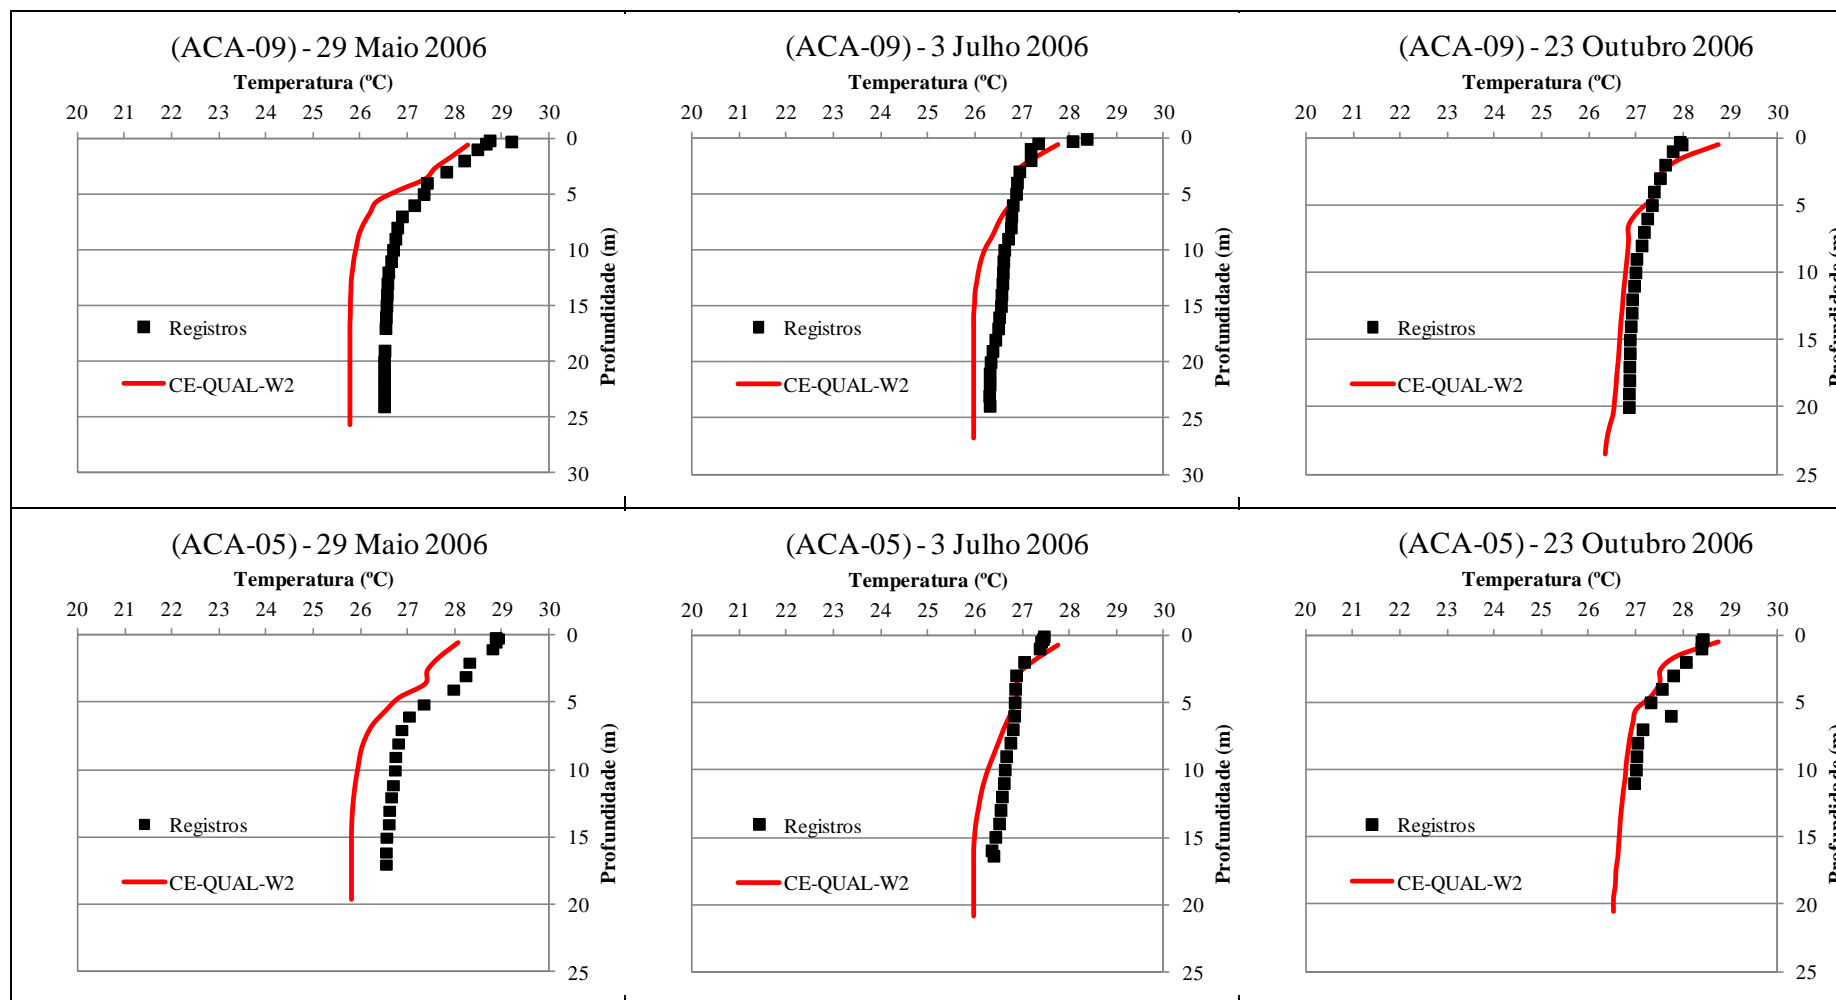 (ACA-09) - 29 Maio 2006
Temperatura (ºC)
20 21 22 23 24 25 26 27 28 29 30
0
5
10
15
20
25
30
Profundidade (m)
Registros
CE-QUAL-W2
(ACA-09) - 3 Julho 2006
Temperatura (ºC)
20 21 22 23 24 25 26 27 28 29 30
0
5
10
15
20
25
30
Profundidade (m)
Registros
CE-QUAL-W2
(ACA-09) - 23 Outubro 2006
Temperatura (ºC)
20 21 22 23 24 25 26 27 28 29 30
0
5
10
15
20
25
Profundidade (m)
Registros
CE-QUAL-W2
(ACA-05) - 29 Maio 2006
Temperatura (ºC)
20 21 22 23 24 25 26 27 28 29 30
0
5
10
15
20
25
Profundidade (m)
Registros
CE-QUAL-W2
(ACA-05) - 3 Julho 2006
Temperatura (ºC)
20 21 22 23 24 25 26 27 28 29 30
0
5
10
15
20
25
Profundidade (m)
Registros
CE-QUAL-W2
(ACA-05) - 23 Outubro 2006
Temperatura (ºC)
20 21 22 23 24 25 26 27 28 29 30
0
5
10
15
20
25
Profundidade (m)
Registros
CE-QUAL-W2